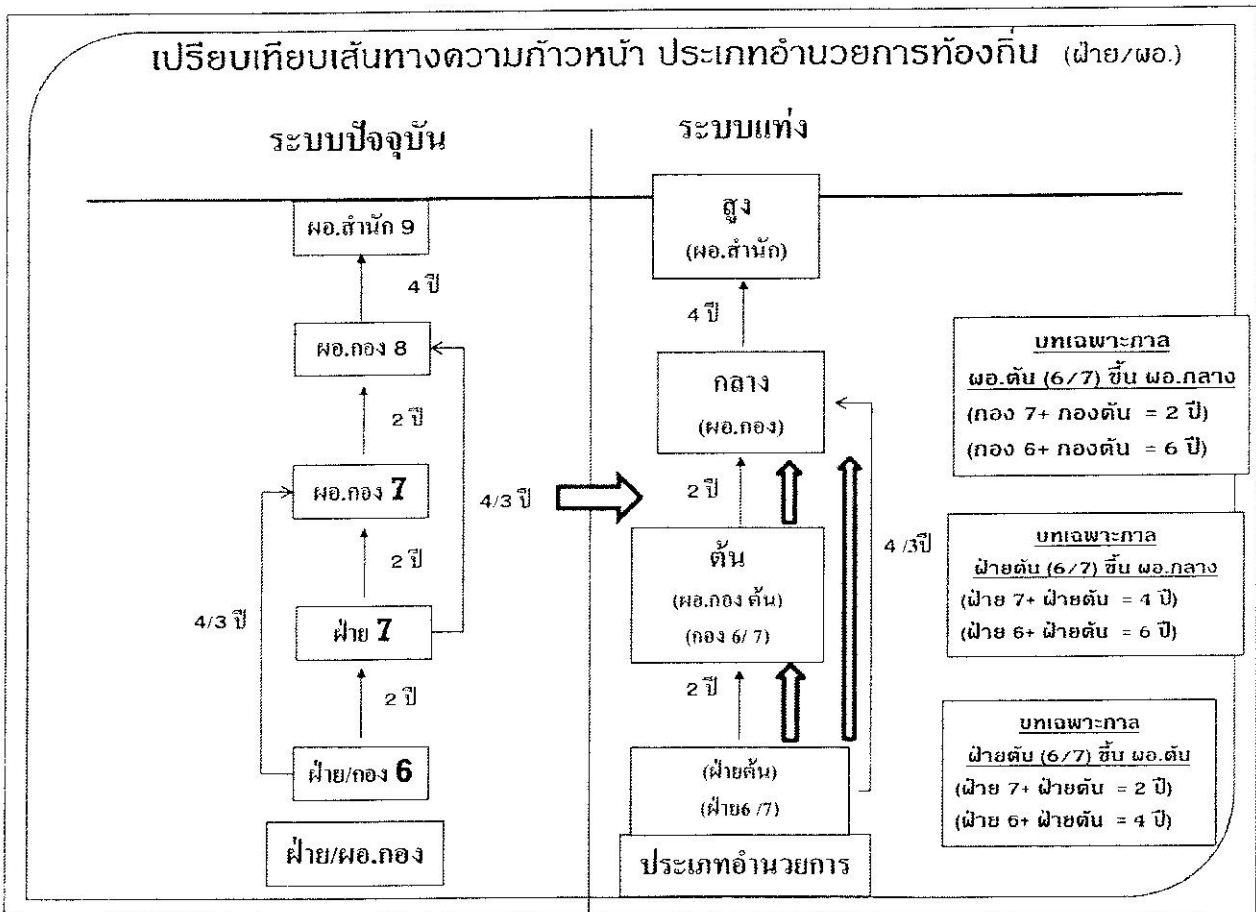 เปรียบเทียบเส้นทางความก้าวหน้า ประเภทอำนวยการท้องถิ่น (ฝ่าย/ผอ.)
ระบบปัจจุบัน
ผอ.สำนัก 9
4 ปี
ผอ.กอง 8
2 ปี
ผอ.กอง 7
4/3 ปี
2 ปี
4/3 ปี
ฝ่าย 7
2 ปี
ฝ่าย/กอง 6
ฝ่าย/ผอ.กอง
ระบบแท่ง
สูง
(ผอ.สำนัก)
4 ปี
กลาง
(ผอ.กอง)
2 ปี
4 /3ปี
ต้น
(ผอ.กอง ต้น)
(กอง 6/ 7)
2 ปี
(ฝ่ายต้น)
(ฝ่าย6 /7)
ประเภทอำนวยการ
บทเฉพาะกาล
ผอ.ต้น (6/7) ขึ้น ผอ.กลาง
(กอง 7+ กองต้น = 2 ปี)
(กอง 6+ กองต้น = 6 ปี)
บทเฉพาะกาล
ฝ่ายต้น (6/7) ขึ้น ผอ.กลาง
(ฝ่าย 7+ ฝ่ายต้น = 4 ปี)
(ฝ่าย 6+ ฝ่ายต้น = 6 ปี)
บทเฉพาะกาล
ฝ่ายต้น (6/7) ขึ้น ผอ.ต้น
(ฝ่าย 7+ ฝ่ายต้น = 2 ปี)
(ฝ่าย 6+ ฝ่ายต้น = 4 ปี)